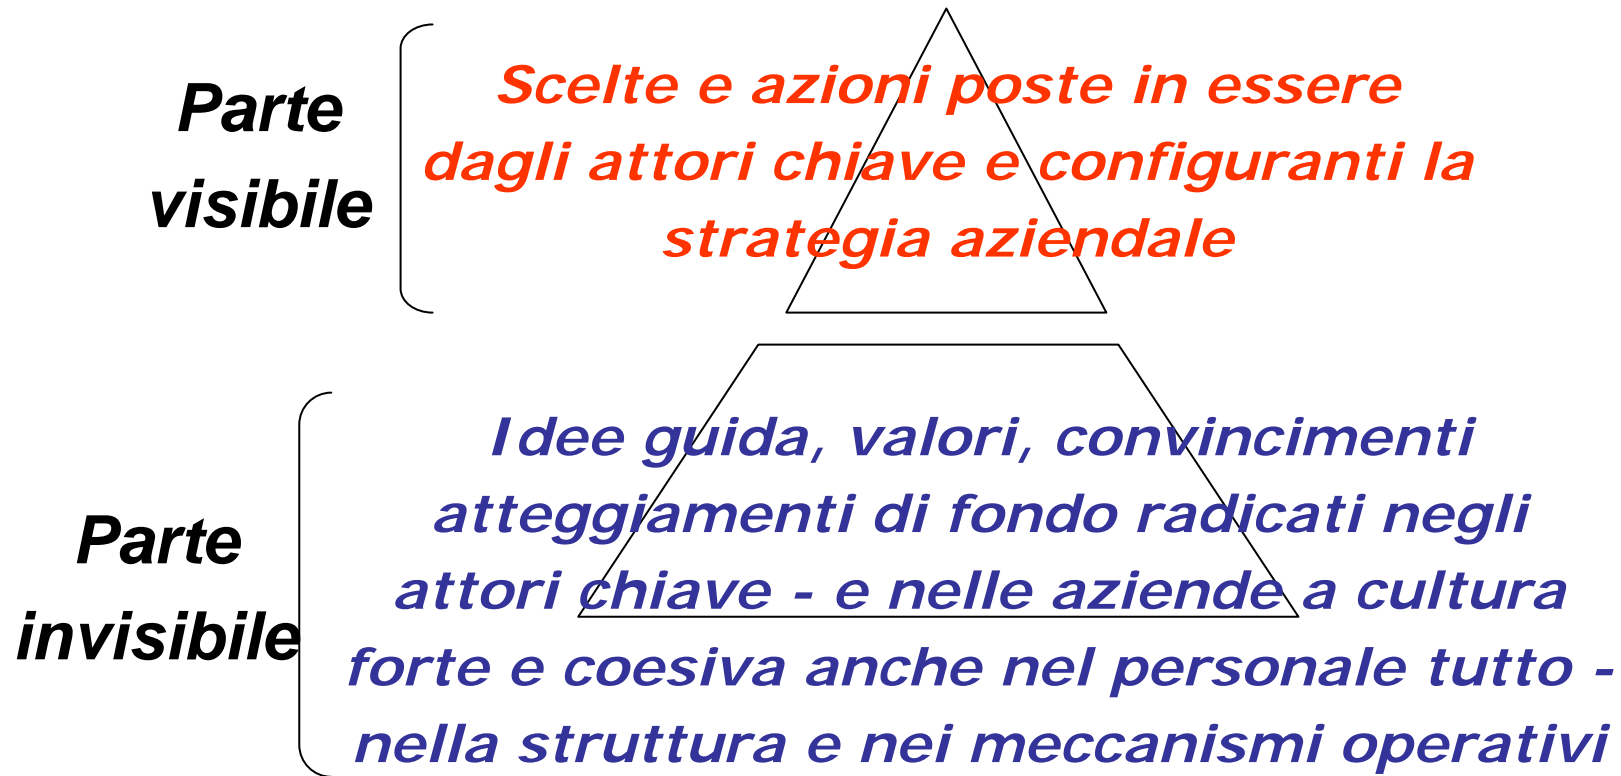 Parte
visibile
Scelte e azioni poste in essere
dagli attori chiave e configuranti la
strategia aziendale
Parte
invisibile
Idee guida, valori, convincimenti
atteggiamenti di fondo radicati negli
attori chiave - e nelle aziende a cultura
forte e coesiva anche nel personale tutto -
nella struttura e nei meccanismi operativi